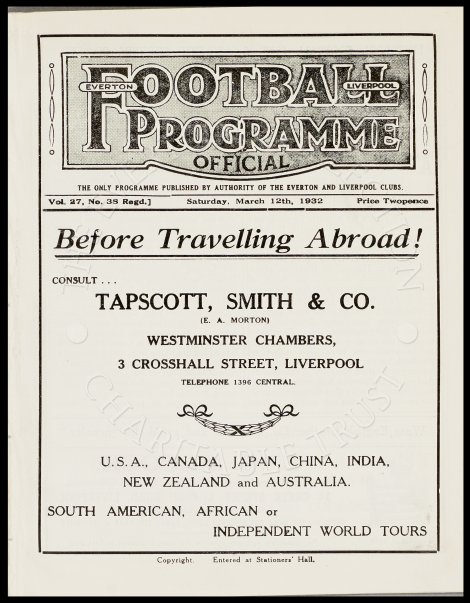 FOOTBALL
EVERTON LIVERPOOL
PROGRAMME
OFFICIAL
THE ONLY PROGRAMME PUBLISHED BY AUTHORITY OF THE EVERTON AND LIVERPOOL CLUBS.
Vol. 27, No. 38 Regd.] Saturday, March 12th, 1932 Price Twopence
Before Travelling Abroad!
CONSULT . . .
TAPSCOTT, SMITH & CO.
(E. A. MORTON)
WESTMINSTER CHAMBERS,
3 CROSSHALL STREET, LIVERPOOL
TELEPHONE 1396 CENTRAL.
U.S.A., CANADA, JAPAN, CHINA, INDIA,
NEW ZEALAND and AUSTRALIA.
SOUTH AMERICAN, AFRICAN or
INDEPENDENT WORLD TOURS
Copyright. Entered at Stationers' Hall.
CHARITABLE TRUST